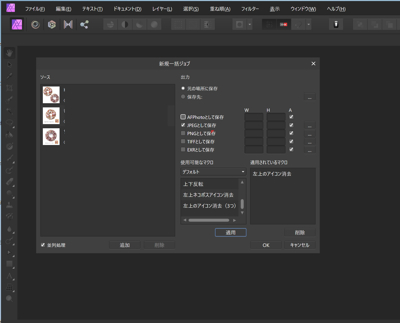 ファイル(F) 編集(E) テキスト(T) ドキュメント(D) レイヤー(L) 選択(S) 重ね順(A) フィルター 表示 ウィンドウ(W) ヘルプ(H)
新規一括ジョブ
ソース
出力
元の場所に保存
保存先:
W H A
AFPhotoとして保存
JPEGとして保存
PNGとして保存
TIFFとして保存
EXRとして保存
使用可能なマクロ
適用されているマクロ
デフォルト
左上のアイコン消去
上下反転
左上ネコポスアイコン消去
左上のアイコン消去（3つ）
適用
削除
並列処理
追加
削除
OK
キャンセル